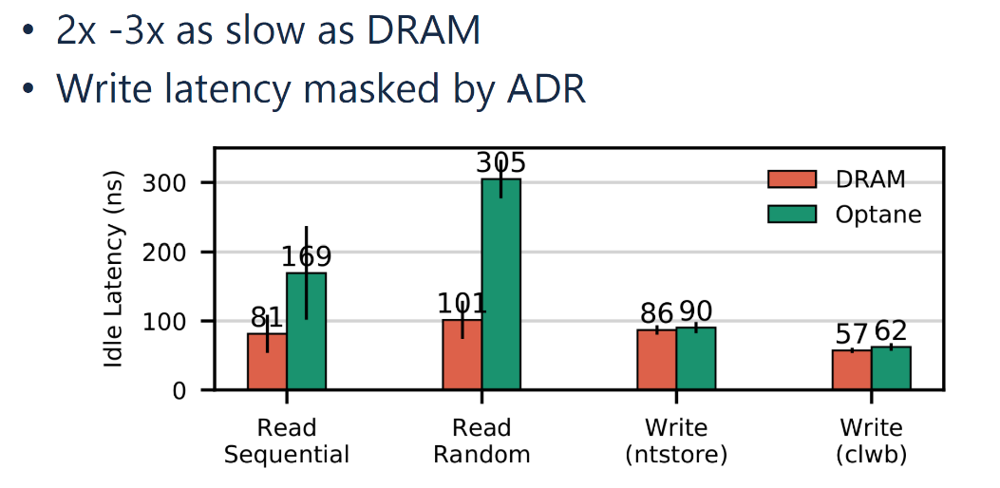 • 2x -3x as slow as DRAM
• Write latency masked by ADR
Idle Latency (ns)
300
200
100
0
81
169
101
305
86
90
57
62
DRAM
Optane
Read
Sequential
Read
Random
Write
(ntstore)
Write
(clwb)